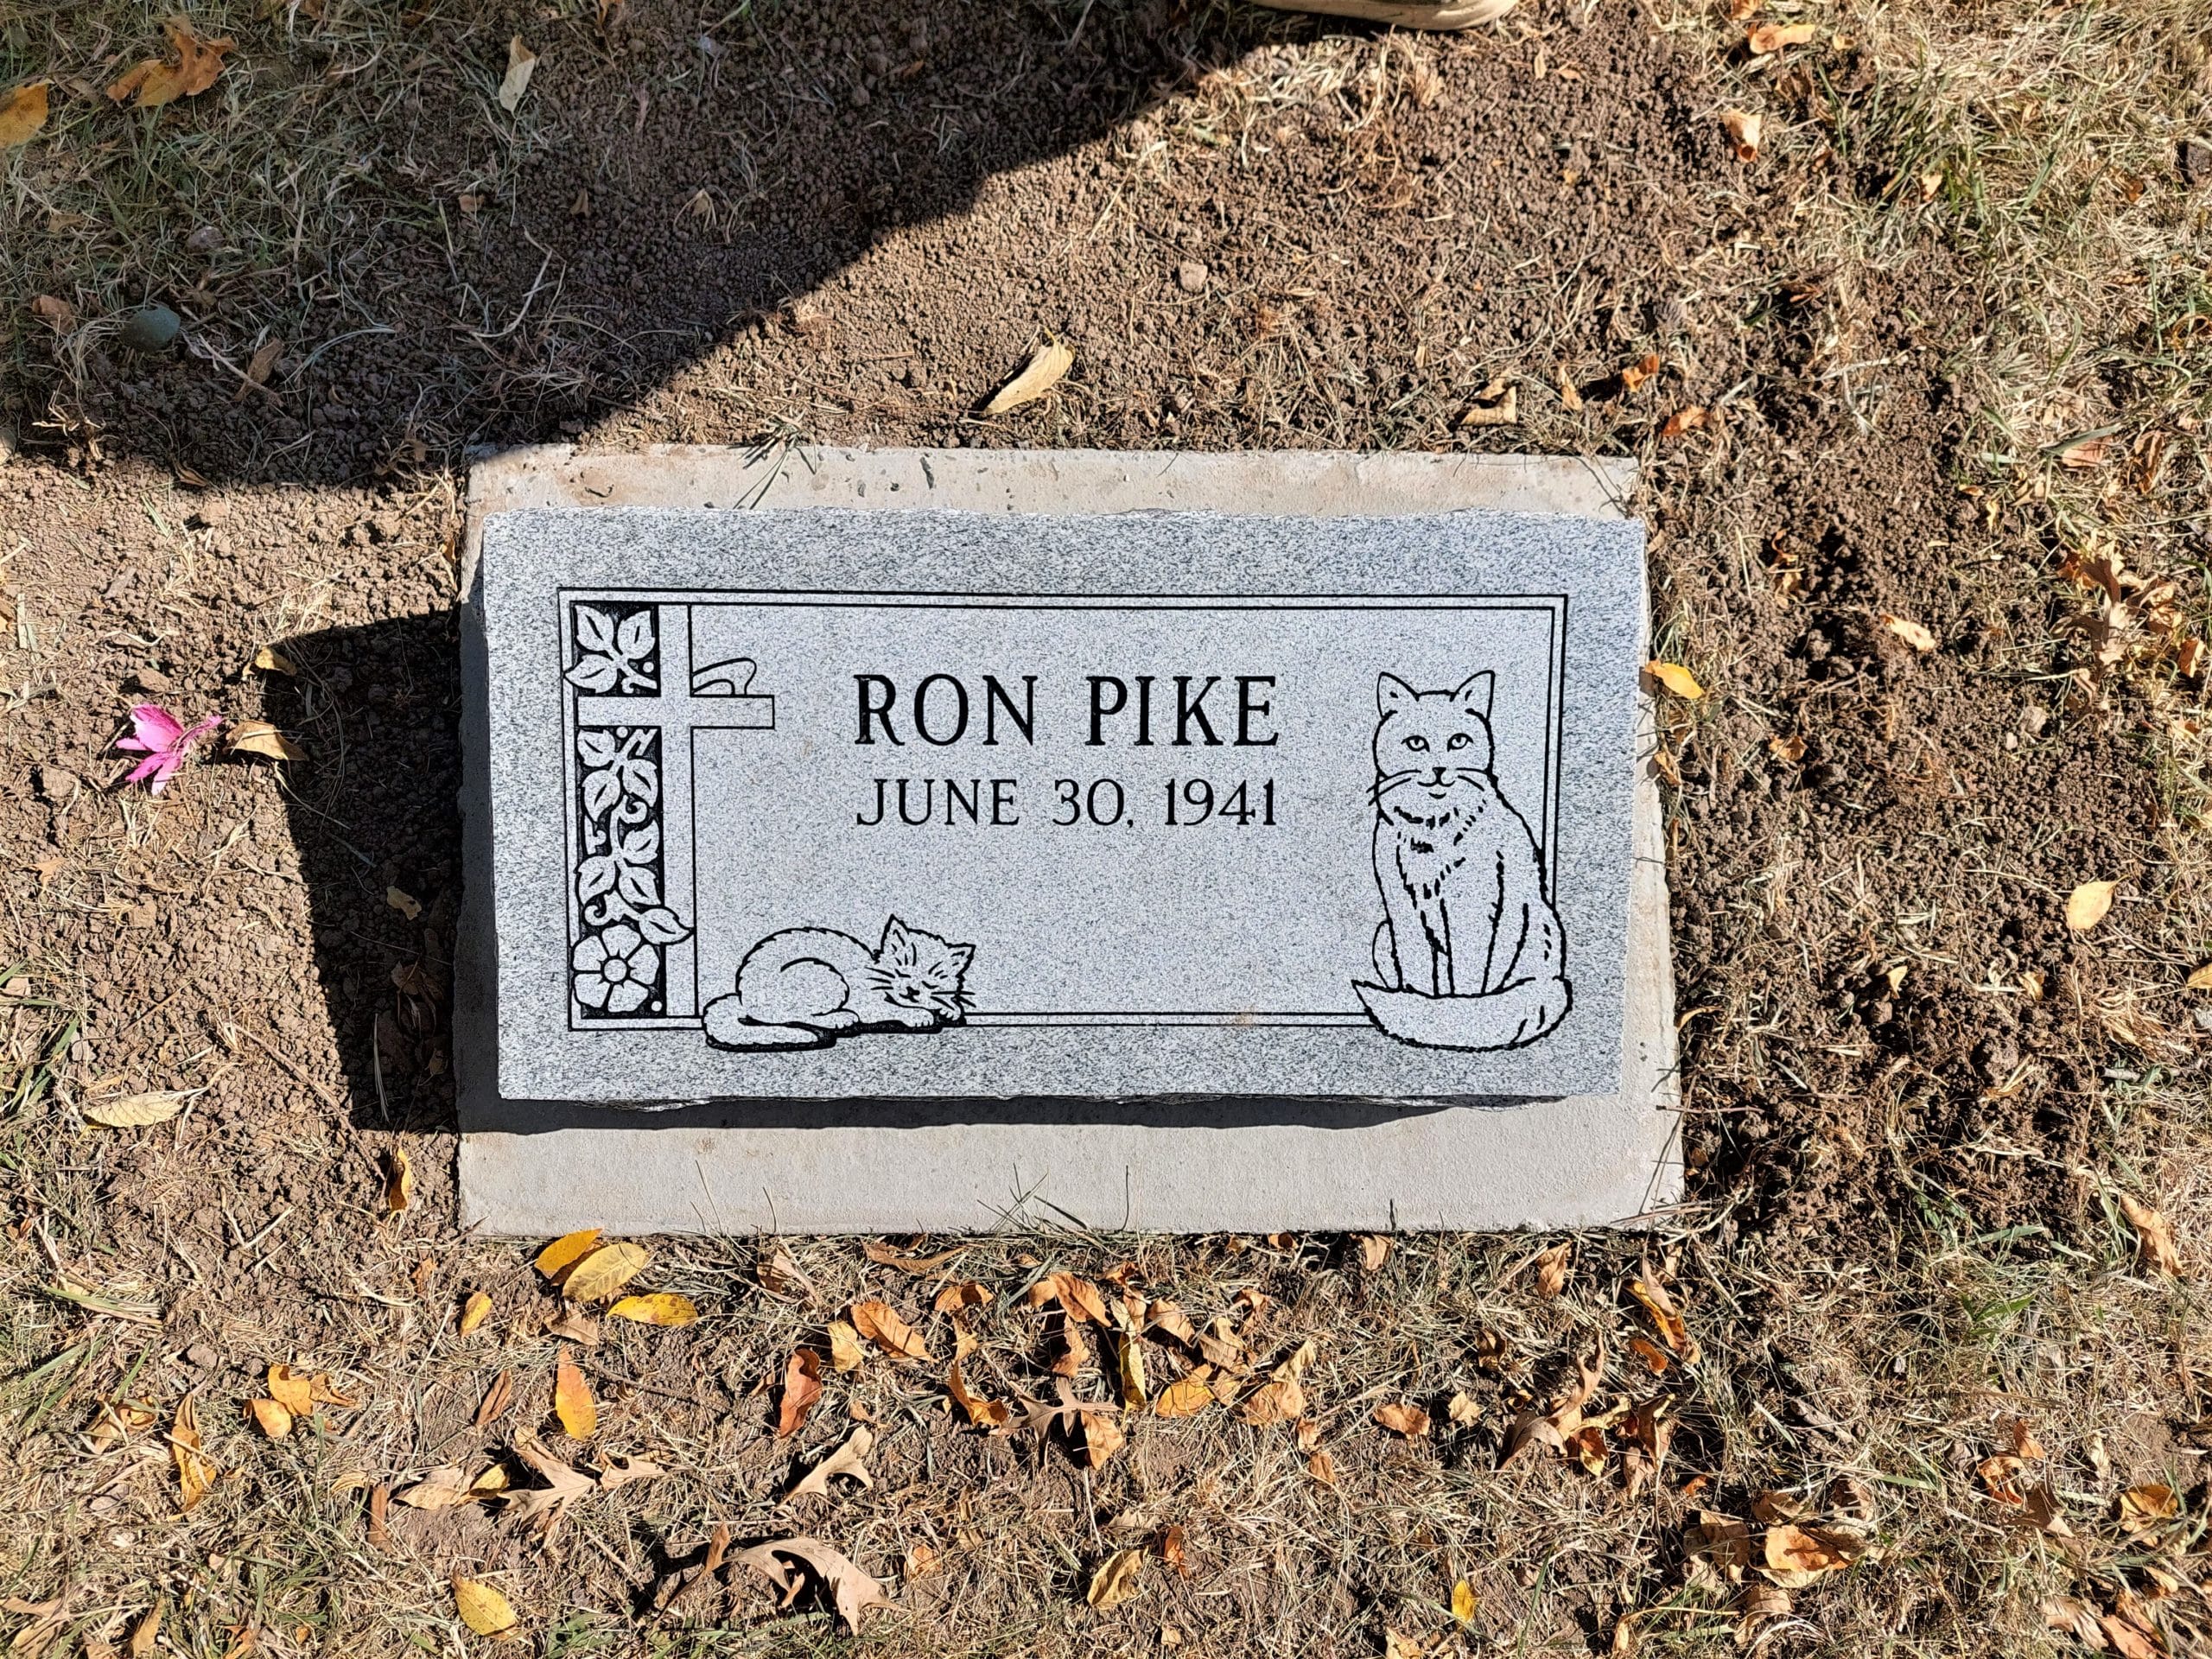 RON PIKE
JUNE 30, 1941